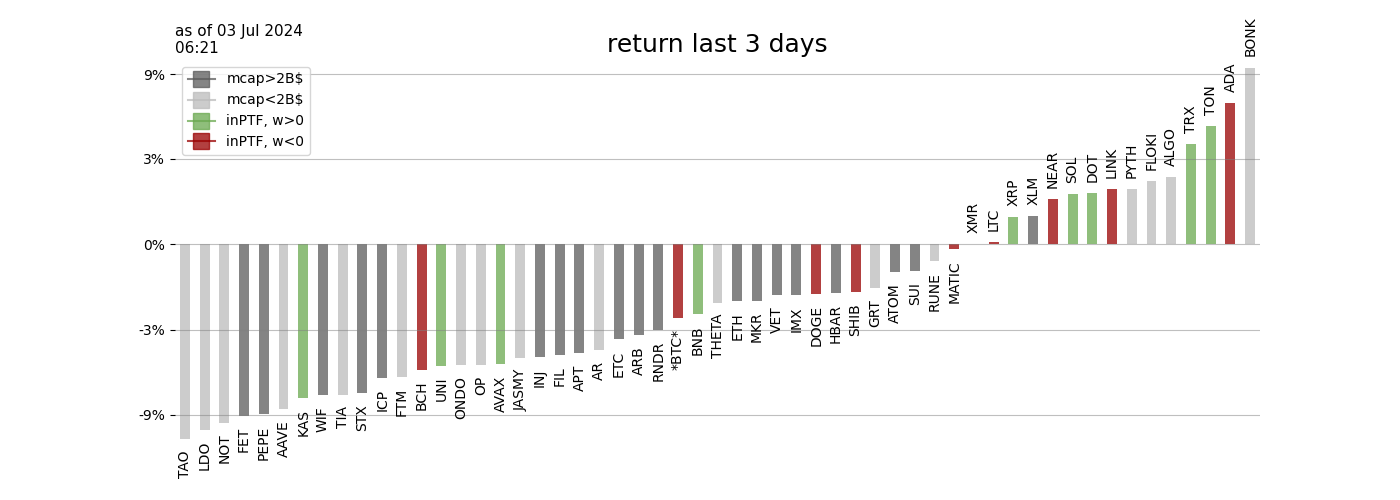 as of 03 Jul 2024
06:21
return last 3 days
mcap>2B$
mcap<2B$
inPTF, w>0
inPTF, w<0
9%
3%
0%
-3%
-9%
TAO
LDO
NOT
FET
PEPE
AAVE
KAS
WIF
TIA
STX
ICP
FTM
BCH
UNI
ONDO
OP
AVAX
JASMY
INJ
FIL
APT
AR
ETC
ARB
RNDR
*BTC*
BNB
THETA
ETH
MKR
VET
IMX
DOGE
HBAR
SHIB
GRT
ATOM
SUI
RUNE
MATIC
XMR
LTC
XRP
XLM
NEAR
SOL
DOT
LINK
PYTH
FLOKI
ALGO
TRX
TON
ADA
BONK